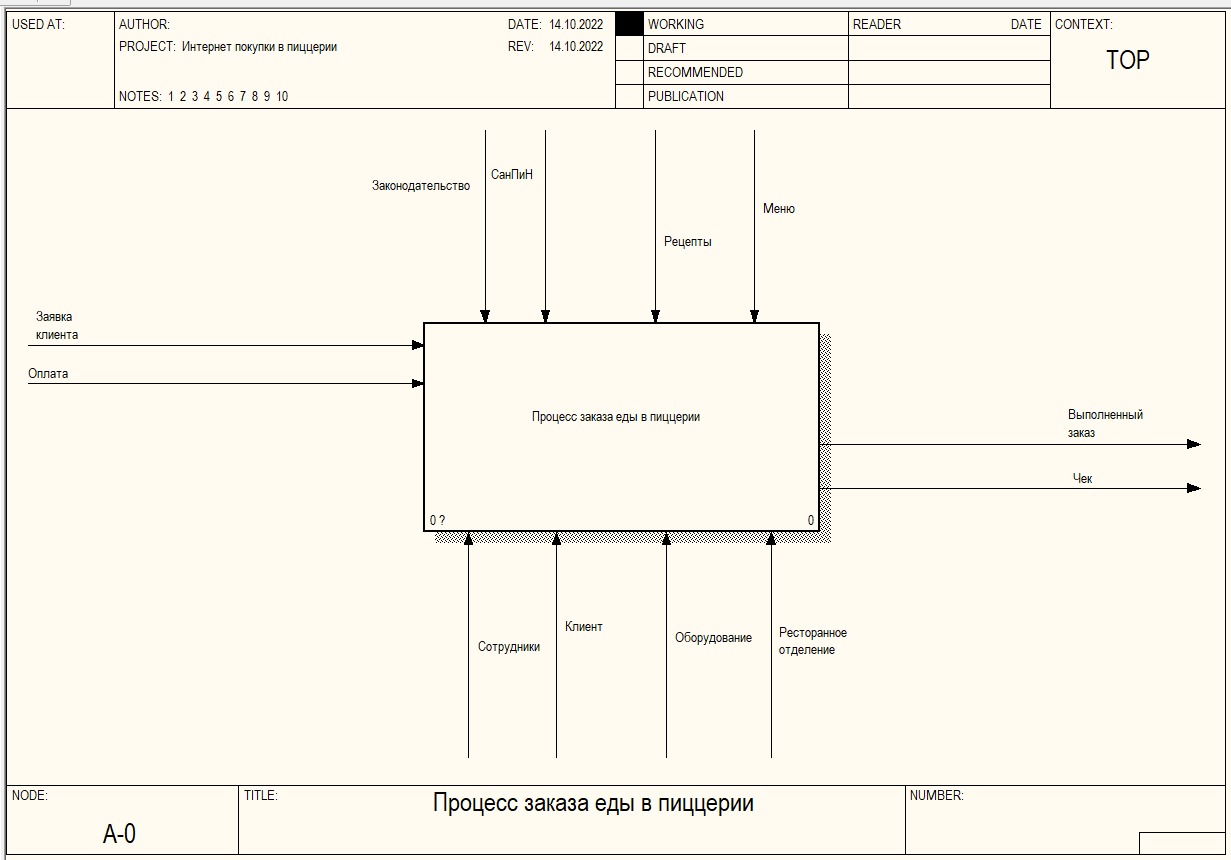 USED AT:
AUTHOR:
DATE: 14.10.2022
PROJECT: Интернет покупки в пиццерии
REV: 14.10.2022
NOTES: 1 2 3 4 5 6 7 8 9 10
WORKING
DRAFT
RECOMMENDED
PUBLICATION
READER
DATE
CONTEXT:
TOP
Законодательство
СанПиН
Рецепты
Меню
Заявка
клиента
Оплата
Процесс заказа еды в пиццерии
0 ?
0
Выполненный
заказ
Чек
Сотрудники
Клиент
Оборудование
Ресторанное
отделение
NODE:
A-0
TITLE:
Процесс заказа еды в пиццерии
NUMBER: